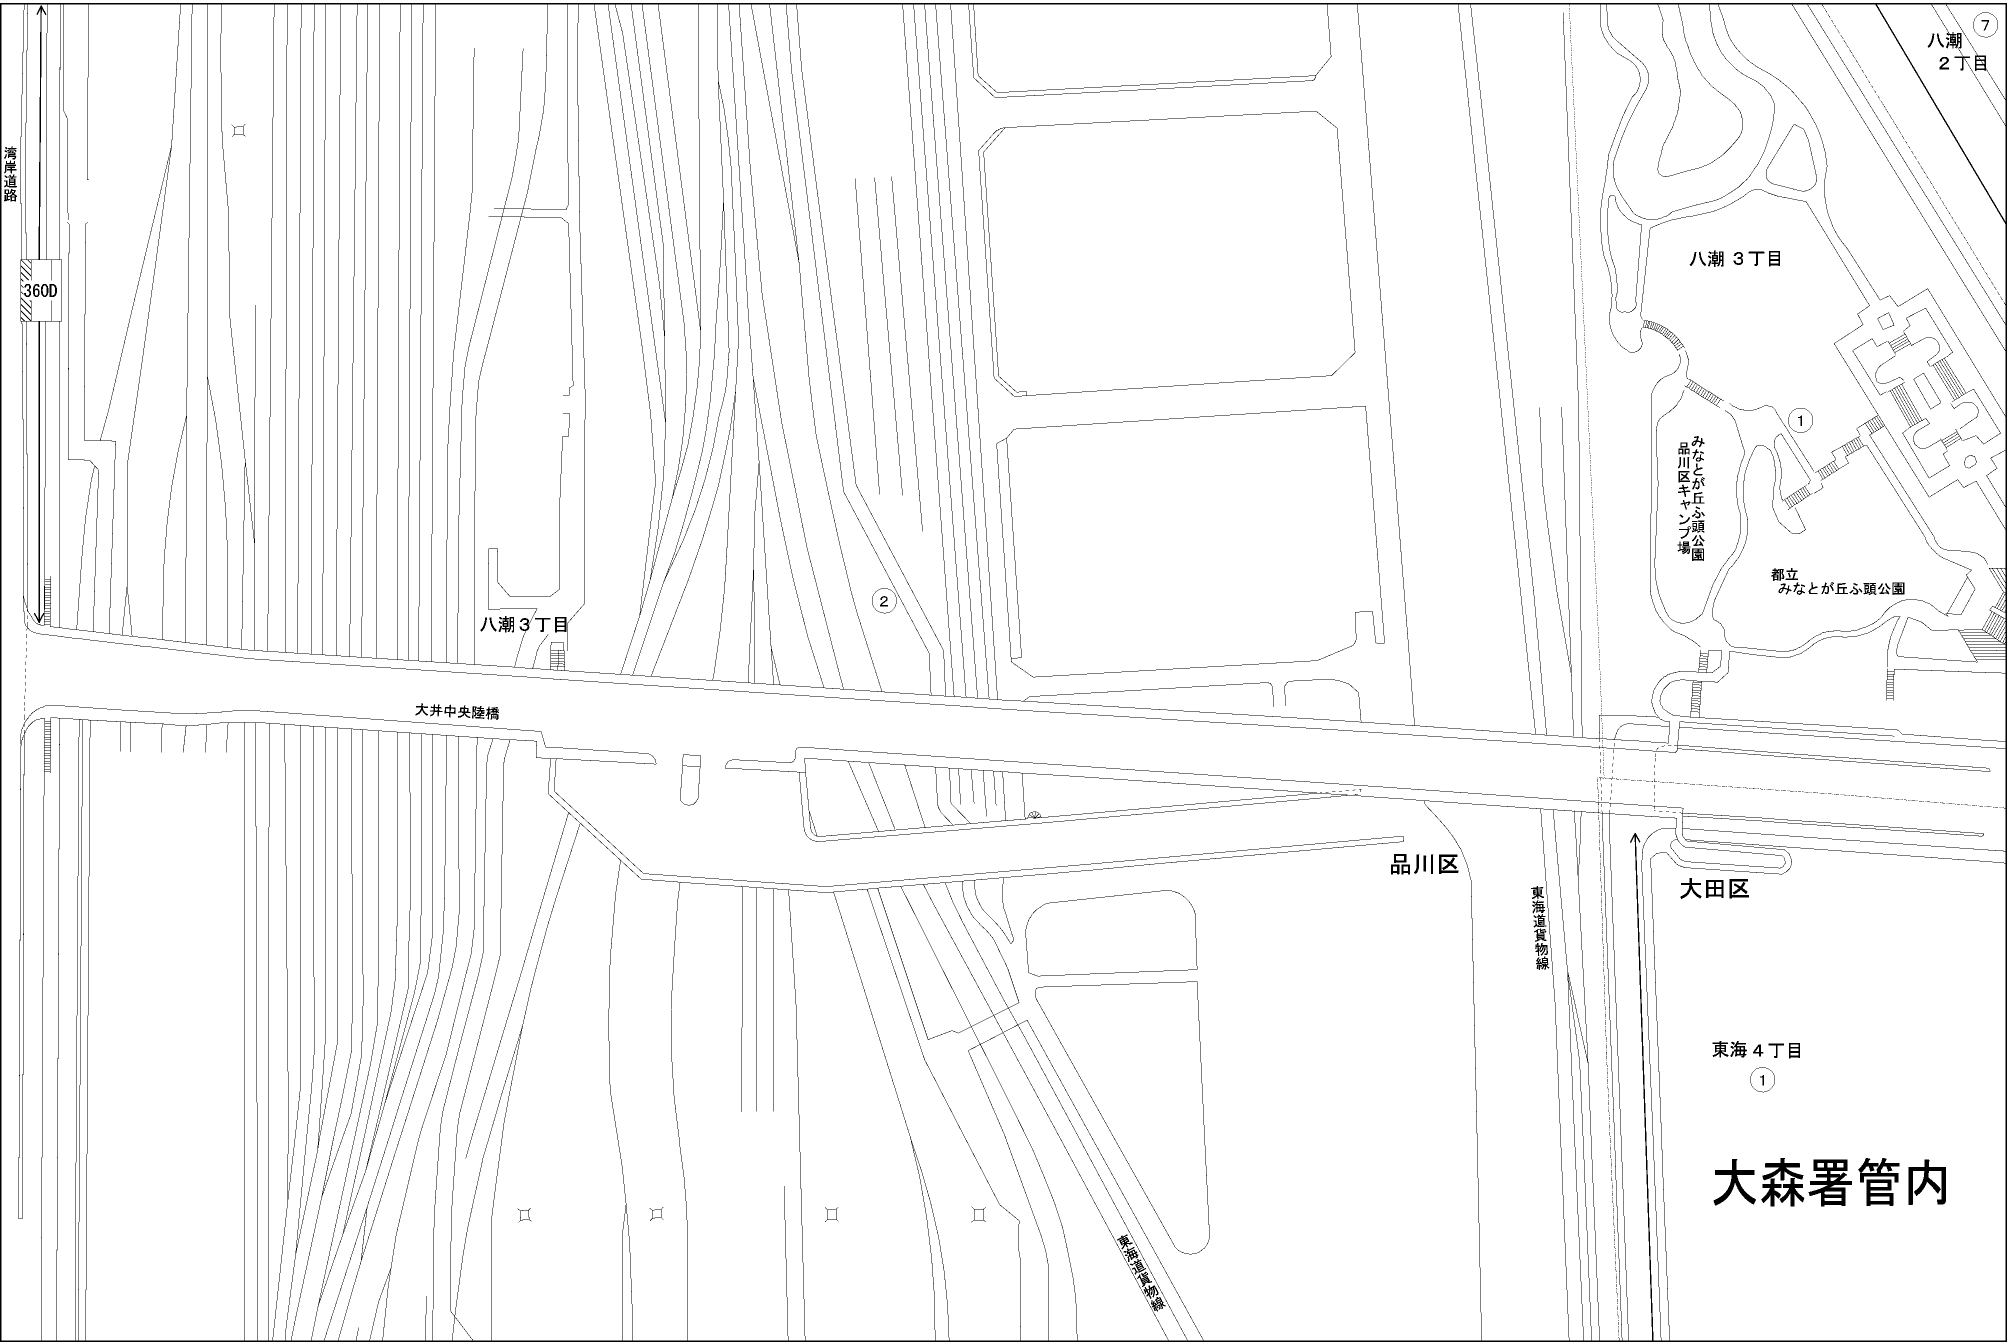 ⑦
八潮
２丁目
湾岸道路
八潮 ３丁目
360D
①
みなとが丘ふ頭公園
品川区キャンプ場
都立
みなとが丘ふ頭公園
②
八潮３丁目
大井中央陸橋
品川区
大田区
東海道貨物線
東海４丁目
①
大森署管内
東海道貨物線